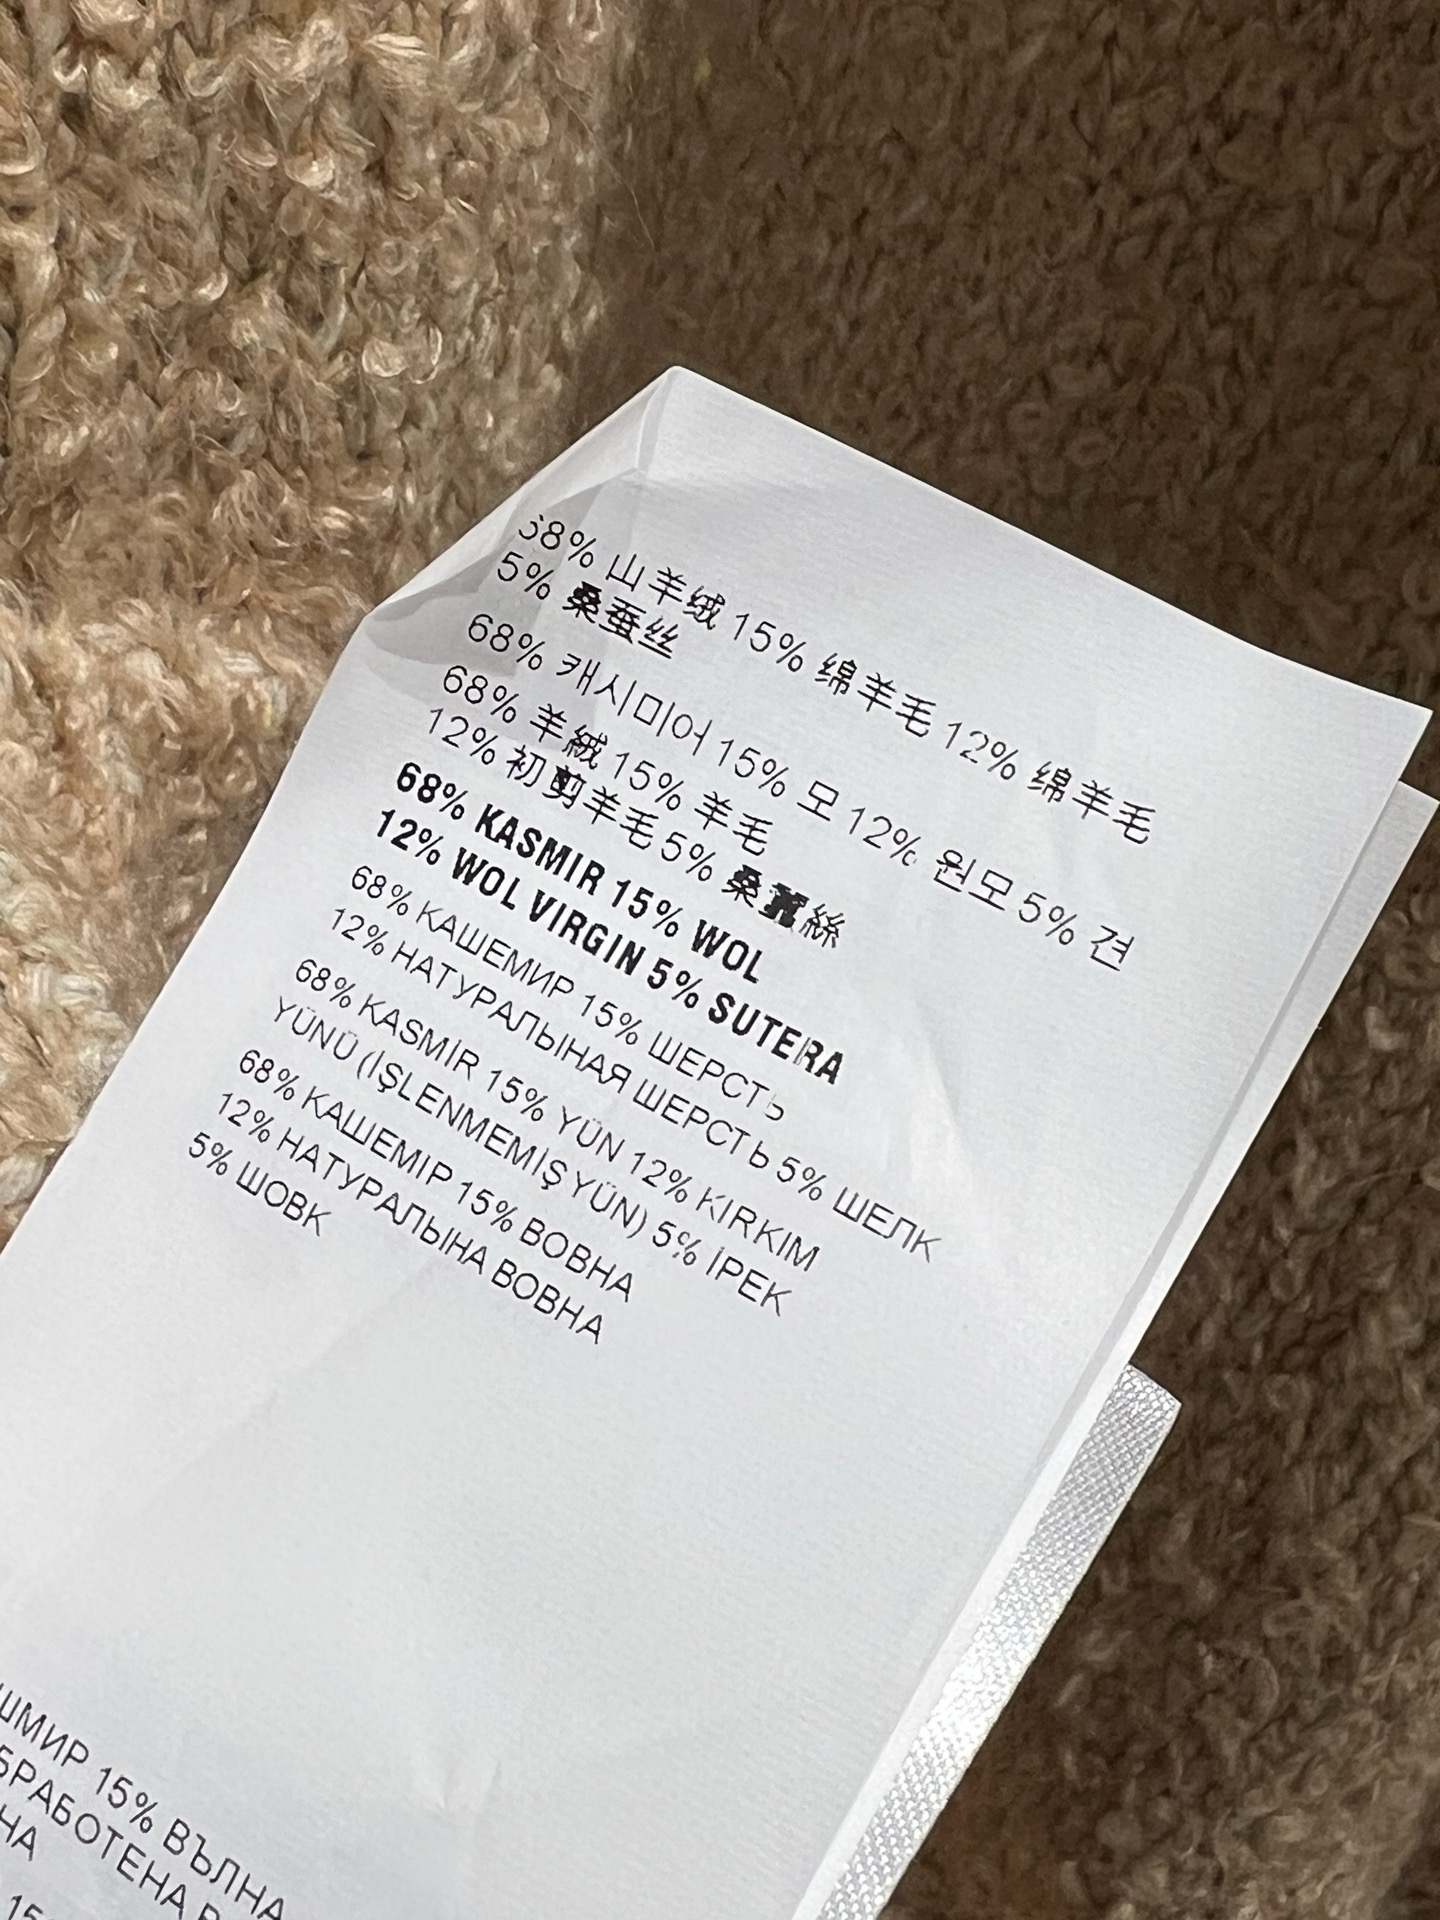 68% 山羊绒 15% 绵羊毛 12% 绵羊毛
5% 桑蚕丝
68% 캐시미어 15% 모 12% 원모 5% 견
68% 羊絨 15% 羊毛
12% 初剪羊毛 5% 桑蠶絲
68% KASMIR 15% WOL
12% WOL VIRGIN 5% SUTERA
68% КАШЕМИР 15% ШЕРСТЬ
12% НАТУРАЛЬНАЯ ШЕРСТЬ 5% ШЕЛК
68% KASMİR 15% YÜN 12% KIRKIM
YÜNÜ (İŞLENMEMİŞ YÜN) 5% İPEK
68% КАШЕМІР 15% ВОВНА
12% НАТУРАЛЬНА ВОВНА
5% ШОВК
ШМИР 15% ВЪЛНА
БРАБОТЕНА В
НА
15